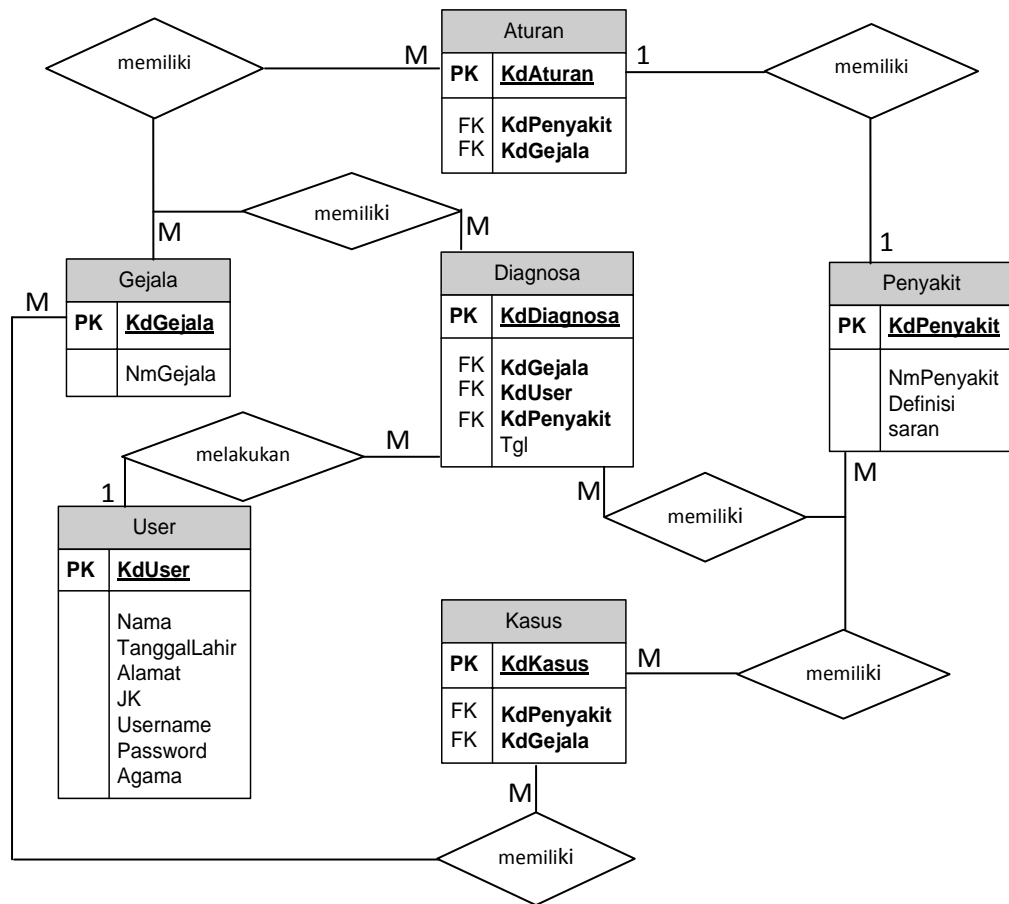 Aturan
M
1
memiliki
memiliki
PK KdAturan
FK KdPenyakit
FK KdGejala
memiliki
M
M
1
Gejala
Diagnosa
Penyakit
M
PK KdGejala
PK KdDiagnosa
PK KdPenyakit
NmGejala
FK KdGejala
FK KdUser
FK KdPenyakit
Tgl
NmPenyakit
Definisi
saran
melakukan
M
M
M
1
User
memiliki
PK KdUser
Nama
TanggalLahir
Alamat
JK
Username
Password
Agama
Kasus
M
PK KdKasus
memiliki
FK KdPenyakit
FK KdGejala
M
memiliki